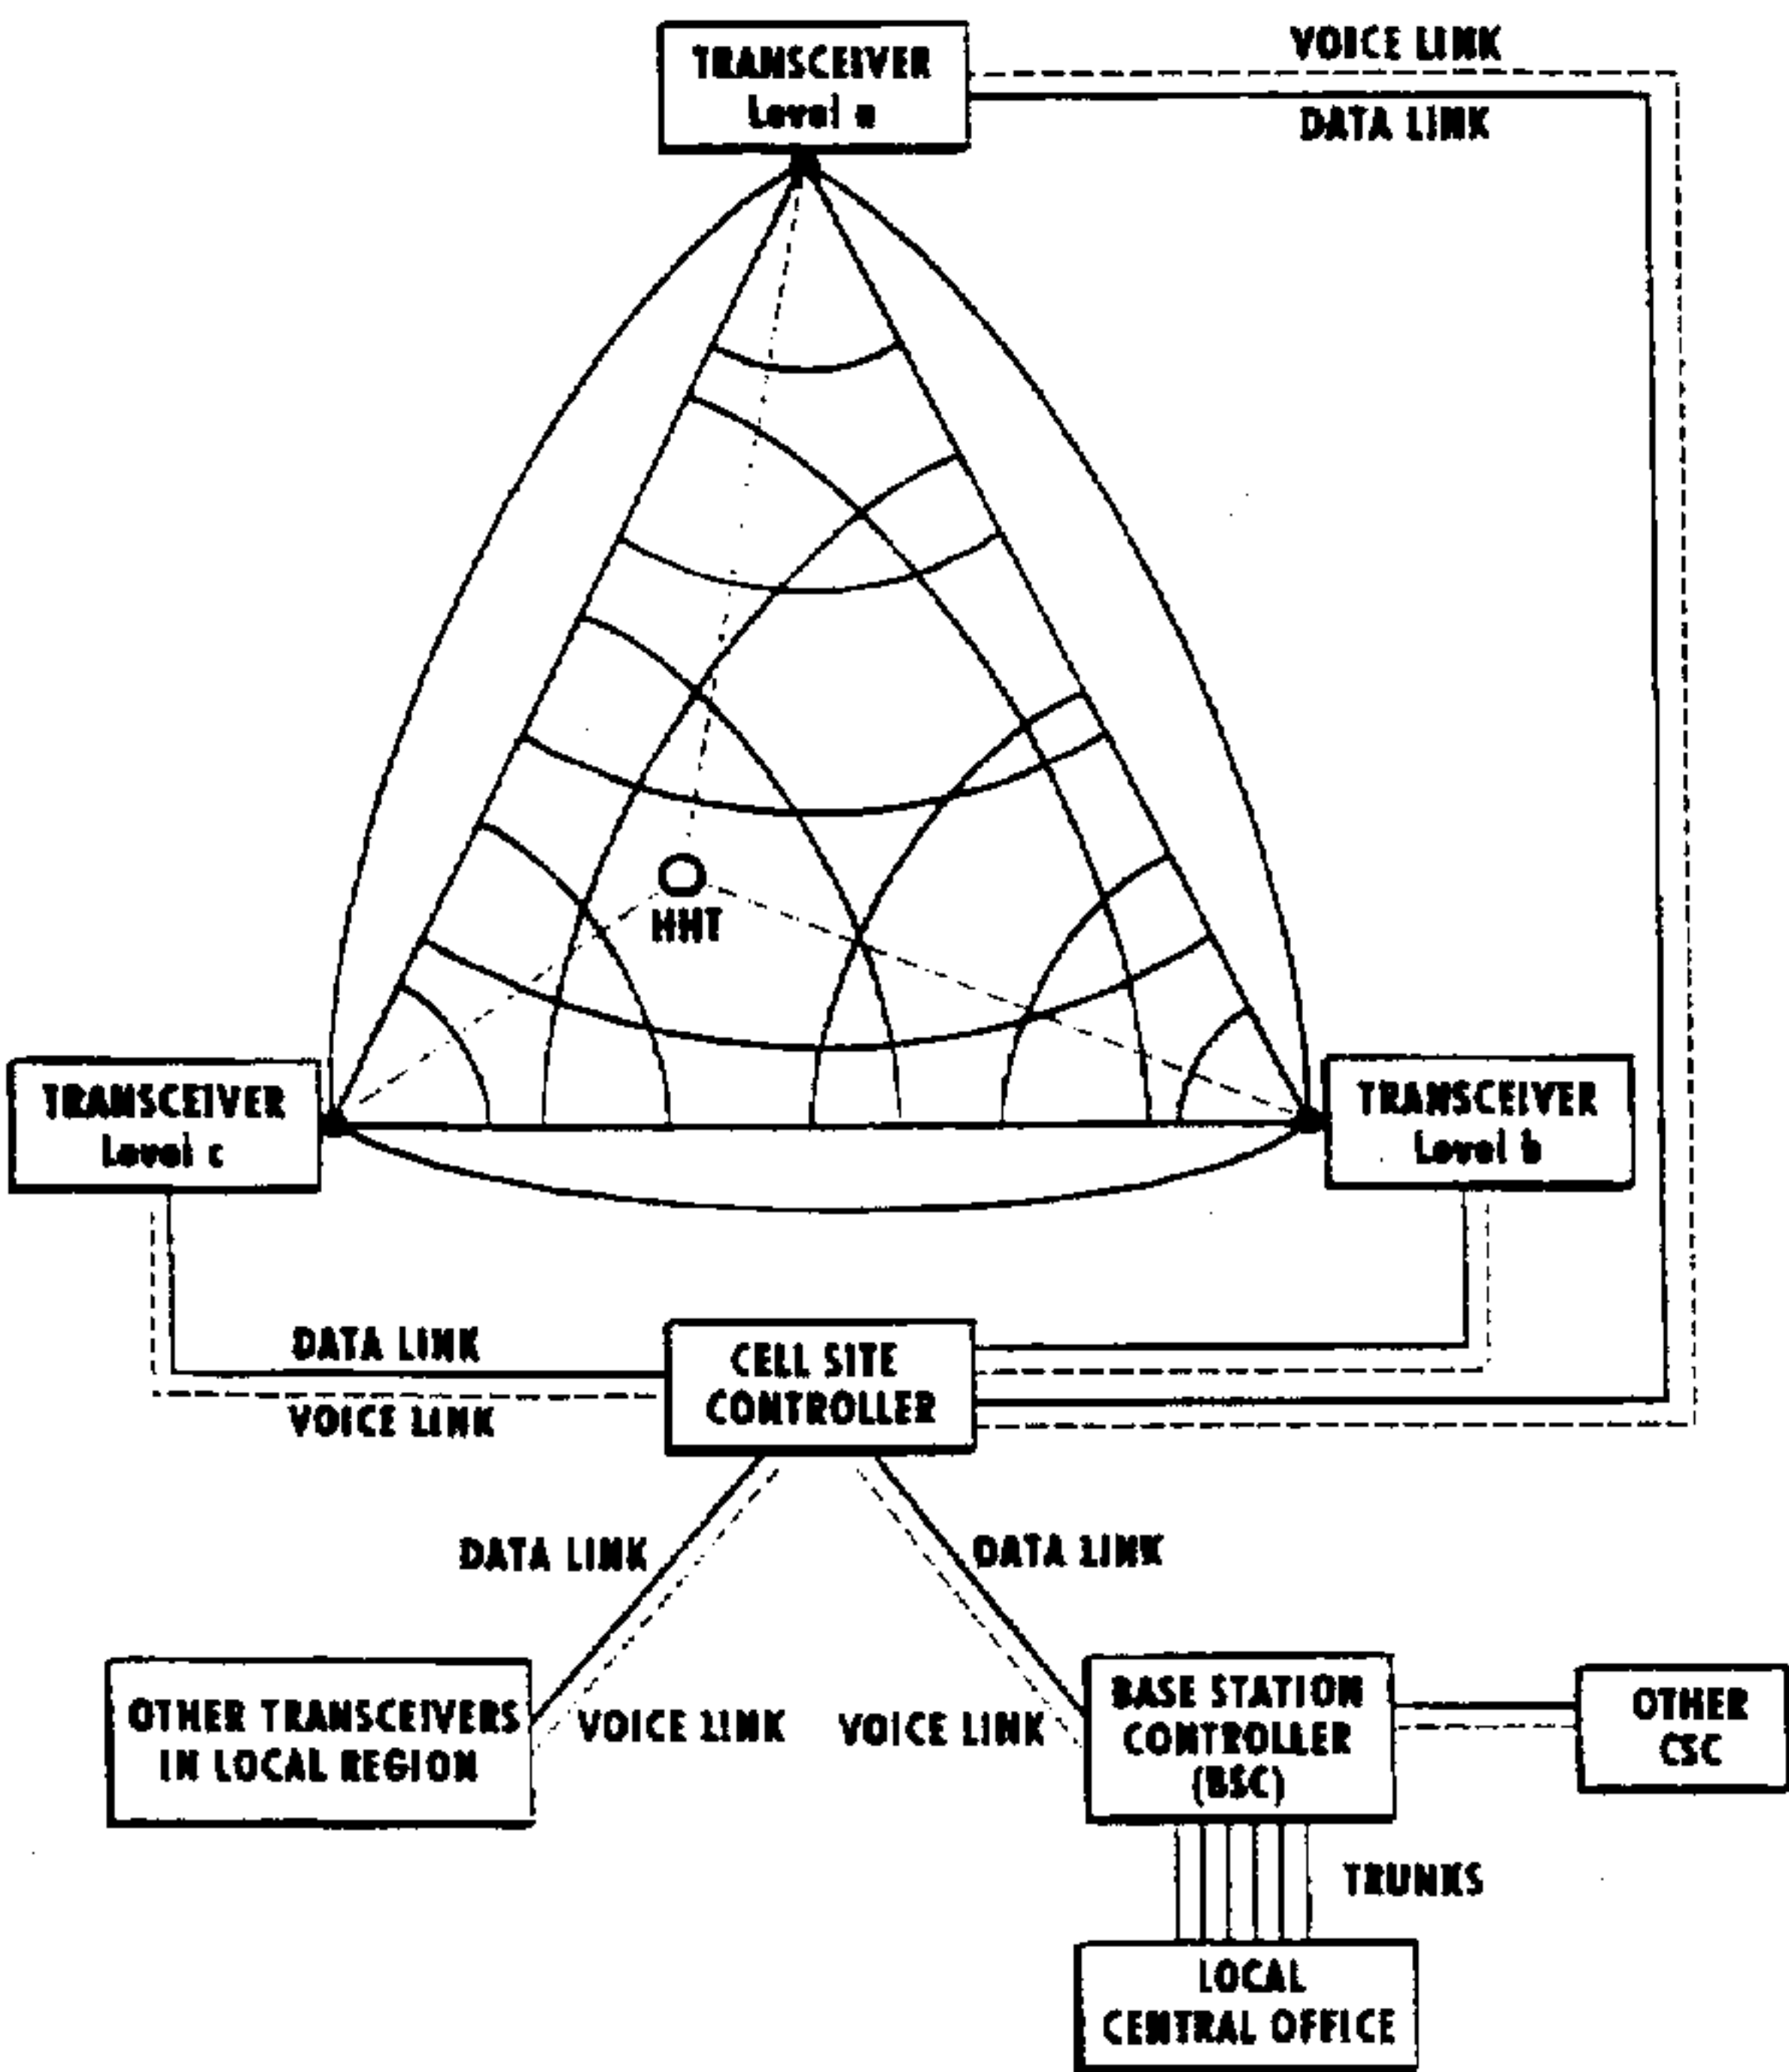 TRANSCEIVER
Level a
VOICE LINK
DATA LINK
HHT
TRANSCEIVER
Level c
TRANSCEIVER
Level b
DATA LINK
VOICE LINK
CELL SITE
CONTROLLER
DATA LINK
DATA LINK
OTHER TRANSCEIVERS
IN LOCAL REGION
VOICE LINK
VOICE LINK
BASE STATION
CONTROLLER
(BSC)
OTHER
CSC
TRUNKS
LOCAL
CENTRAL OFFICE